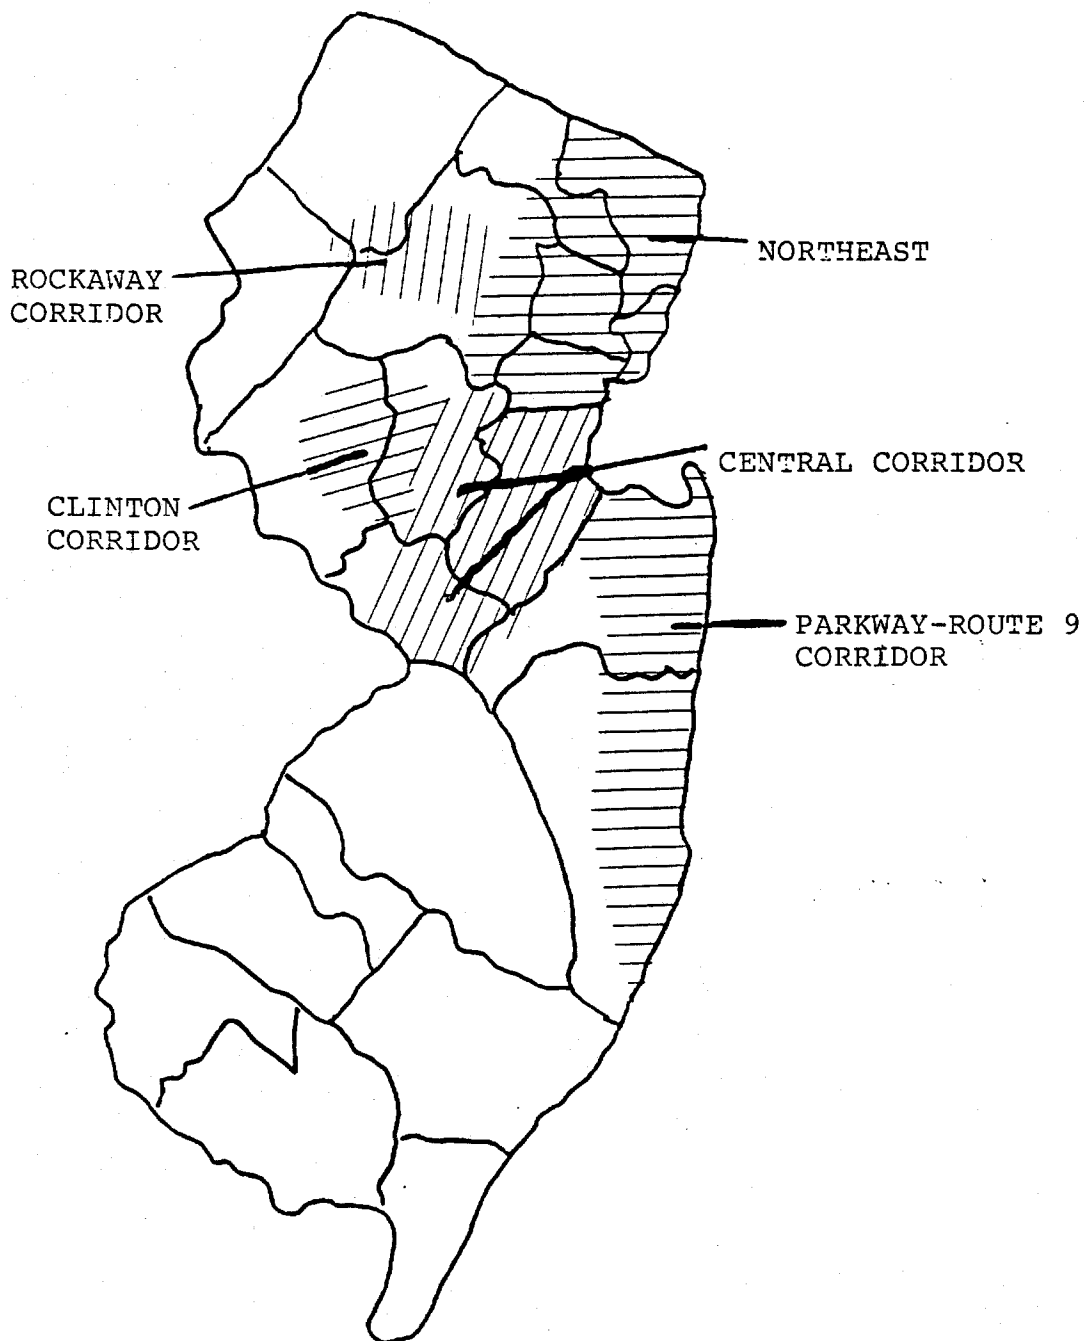 NORTHEAST
ROCKAWAY
CORRIDOR
CENTRAL CORRIDOR
CLINTON
CORRIDOR
PARKWAY-ROUTE 9
CORRIDOR